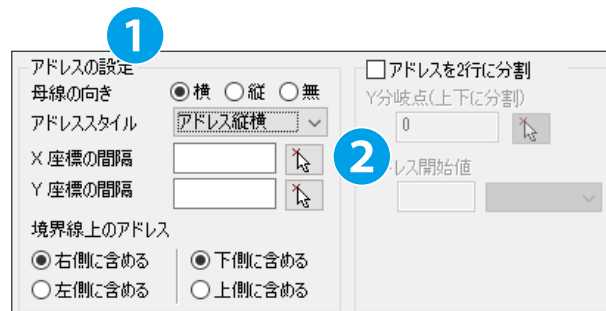 1
アドレスの設定
母線の向き
横 縦 無
アドレススタイル
アドレス縦横
X 座標の間隔
Y 座標の間隔
境界線上のアドレス
右側に含める
下側に含める
左側に含める
上側に含める
アドレスを2行に分割
Y分岐点(上下に分割)
0
2
レス開始値